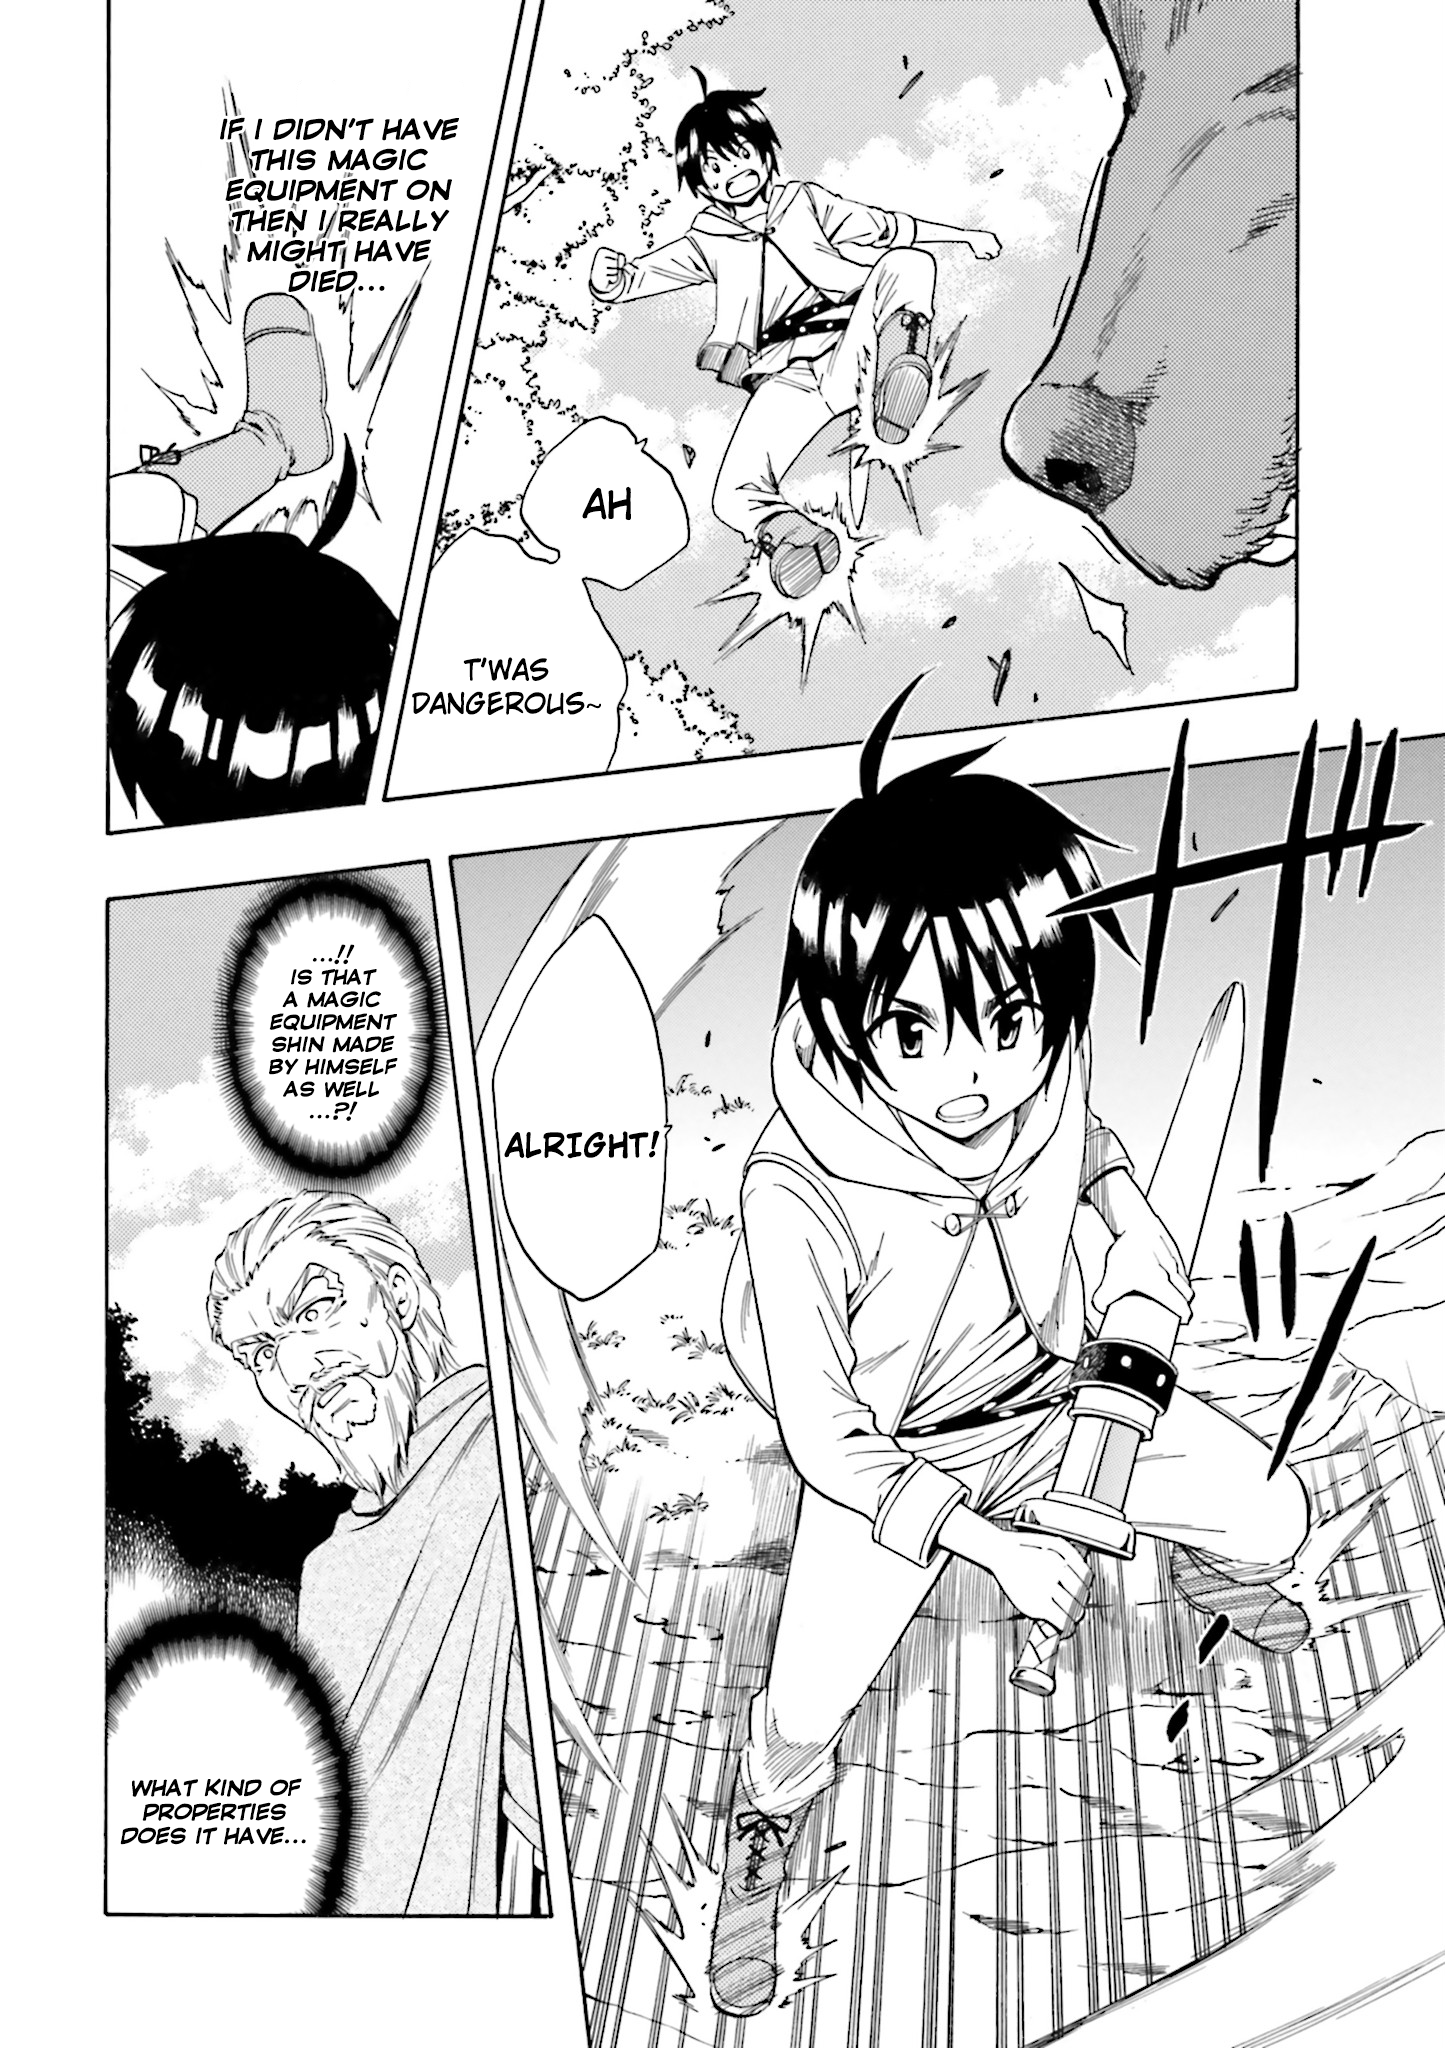 AH
T'WAS
DANGEROUS~
IF I DIDN'T HAVE
THIS MAGIC
EQUIPMENT ON
THEN I REALLY
MIGHT HAVE
DIED...
ALRIGHT!
...!!
IS THAT
A MAGIC
EQUIPMENT
SHIN MADE
BY HIMSELF
AS WELL
...?!
WHAT KIND OF
PROPERTIES
DOES IT HAVE...